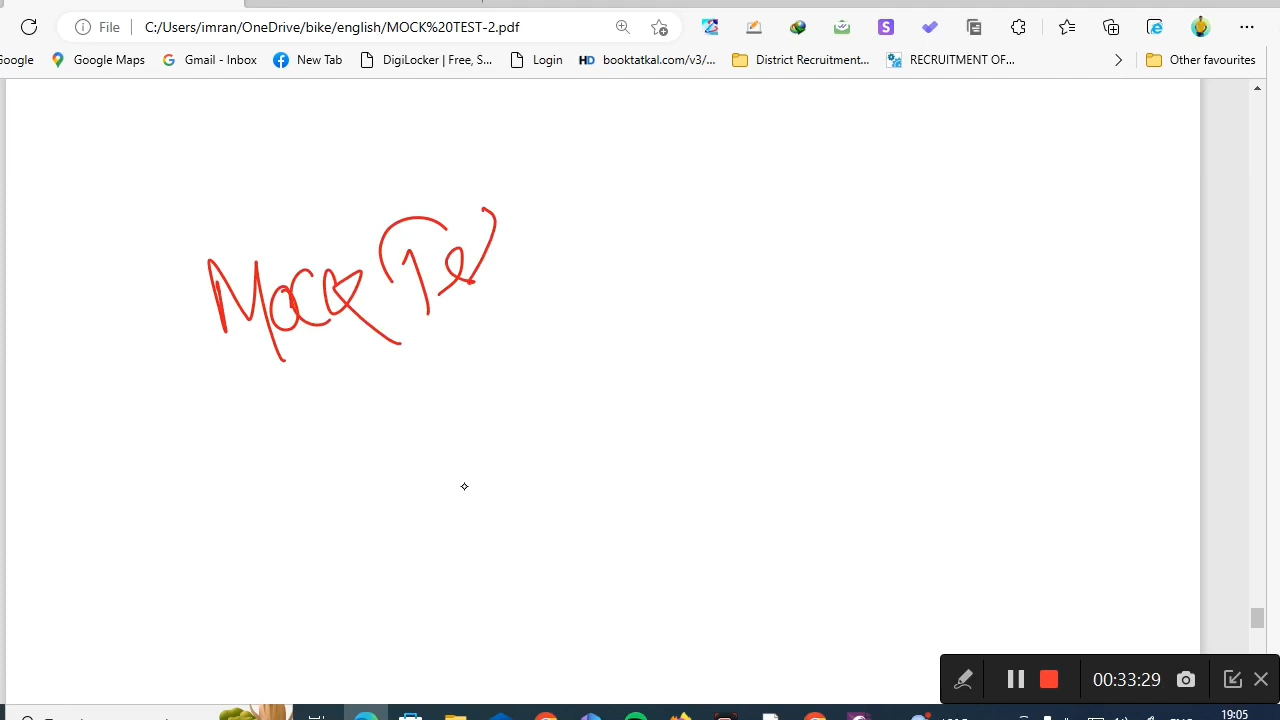 File C:/Users/imran/OneDrive/bike/english/MOCK%20TEST-2.pdf
Google Maps Gmail - Inbox New Tab DigiLocker | Free, S... Login HD booktatkal.com/v3/... District Recruitment... RECRUITMENT OF... Other favourites
Mock Te
00:33:29
19:05